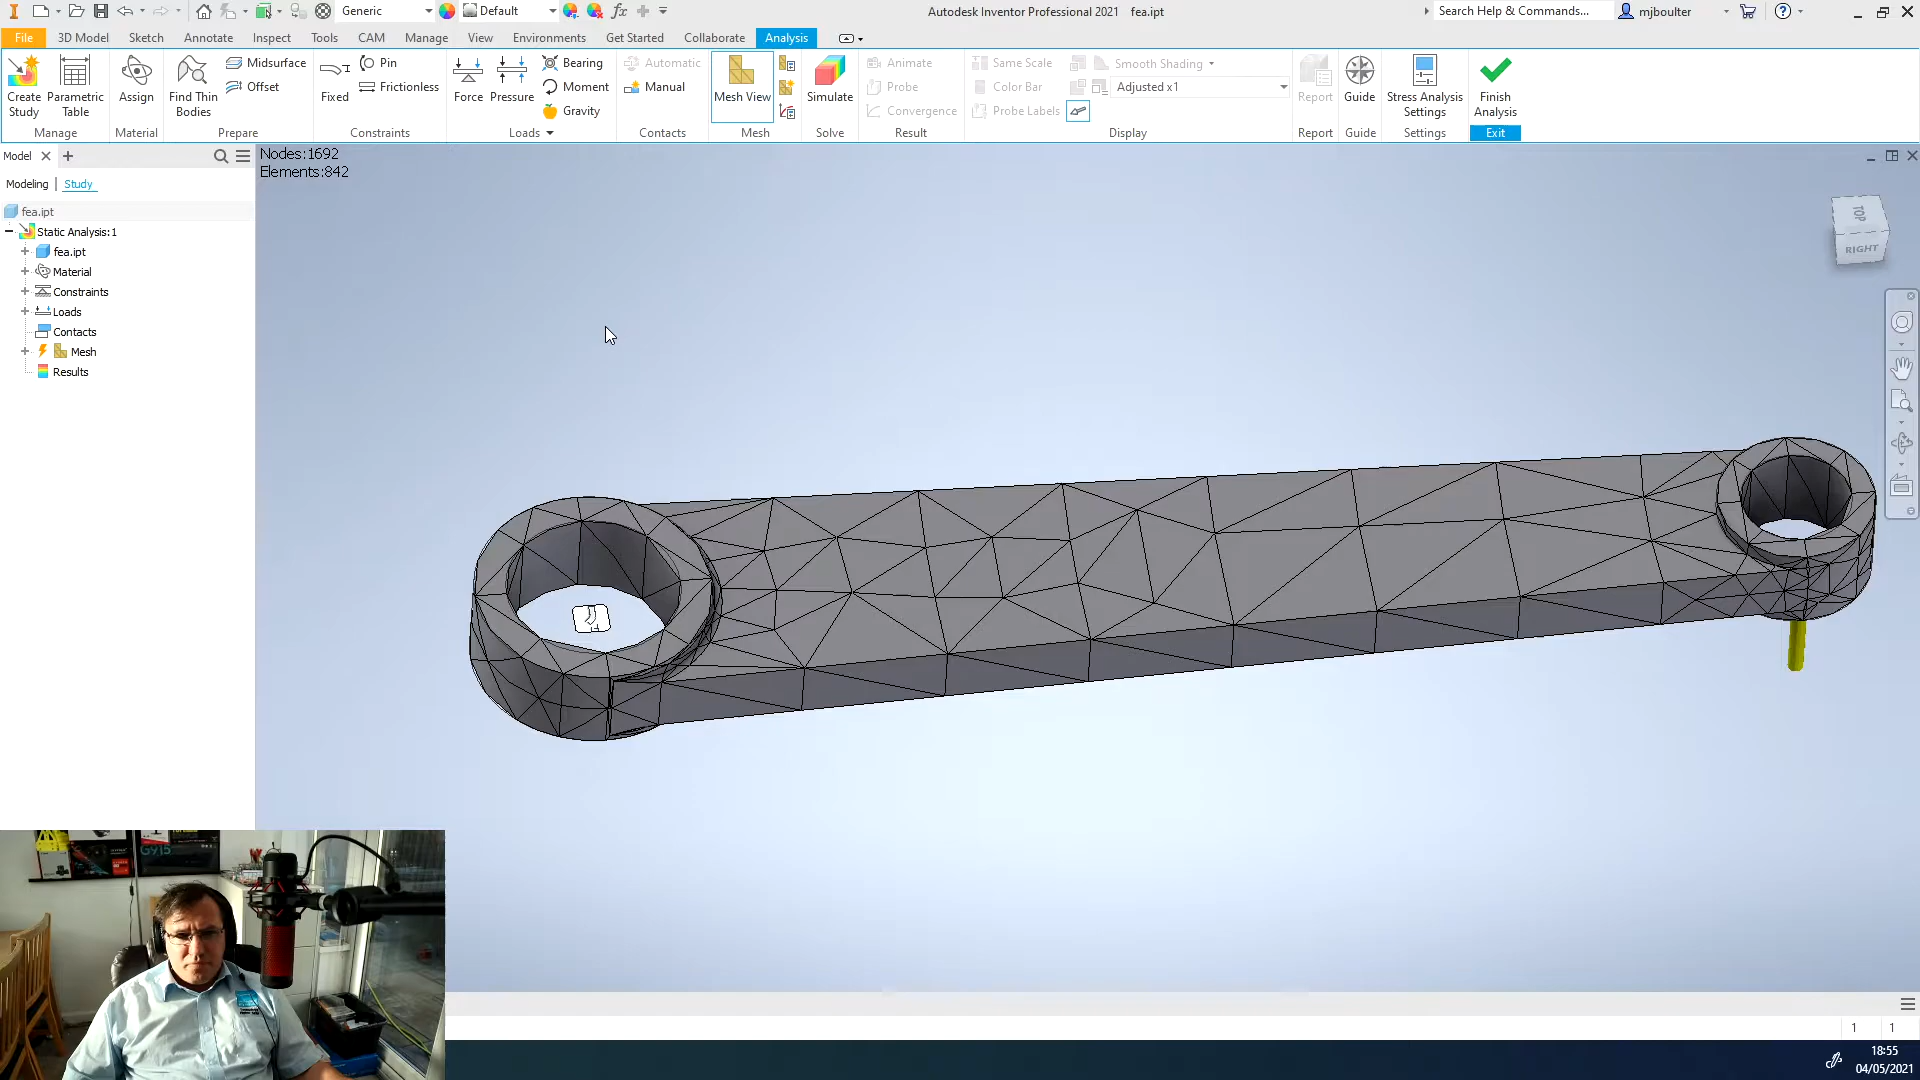 Generic
Default
Autodesk Inventor Professional 2021 fea.ipt
Search Help & Commands...
mjboulter
File 3D Model Sketch Annotate Inspect Tools CAM Manage View Environments Get Started Collaborate Analysis
Create Study
Parametric Table
Manage
Assign
Material
Find Thin Bodies
Midsurface
Offset
Prepare
Fixed
Pin
Frictionless
Constraints
Force
Pressure
Bearing
Moment
Gravity
Loads
Automatic
Manual
Contacts
Mesh View
Mesh
Simulate
Solve
Animate
Probe
Convergence
Result
Same Scale
Color Bar
Probe Labels
Smooth Shading
Adjusted x1
Display
Report
Report
Guide
Guide
Stress Analysis Settings
Settings
Finish Analysis
Exit
Model
Modeling | Study
fea.ipt
Static Analysis:1
fea.ipt
Material
Constraints
Loads
Contacts
Mesh
Results
Nodes:1692
Elements:842
TOP
RIGHT
1 1
18:55
04/05/2021